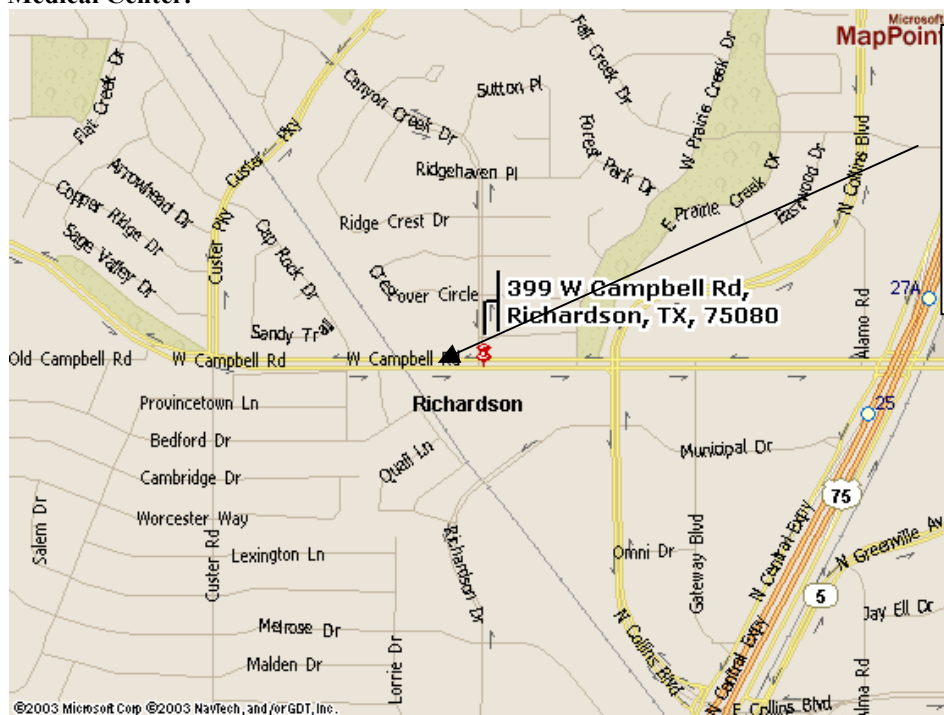 Medical Center.
Microsoft
MapPoint
Flat Creek Dr
Custer Pky
Canyon Creek Dr
Sutton Pl
Fall Creek Dr
W Prairie Creek Dr
N Collins Blvd
Arrowhead Dr
Ridgehaven Pl
Forest Park Dr
Eastwood Dr
Copper Ridge Dr
Custer Pky
Ridge Crest Dr
E Prairie Creek Dr
Sage Valley Dr
Cap Rock Dr
Crest
Dover Circle
399 W Campbell Rd,
Richardson, TX, 75080
27A
Alamo Rd
Sandy Trail
Old Campbell Rd
W Campbell Rd
W Campbell Rd
Provincetown Ln
Richardson
25
Bedford Dr
Quail Ln
Municipal Dr
Cambridge Dr
75
Worcester Way
Salem Dr
Custer Rd
Lexington Ln
Richardson Dr
Omni Dr
Gateway Blvd
N Central Expy
N Greenville Av
5
Jay Ell Dr
Melrose Dr
Lorrie Dr
N Collins Blvd
N Central Expy
Malden Dr
Alma Rd
E Collins Blvd
©2003 Microsoft Corp ©2003 NavTech, and/or GDT, Inc.